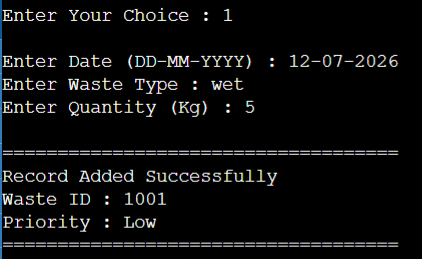 Enter Your Choice : 1
Enter Date (DD-MM-YYYY) : 12-07-2026
Enter Waste Type : wet
Enter Quantity (Kg) : 5
====================================
Record Added Successfully
Waste ID : 1001
Priority : Low
====================================